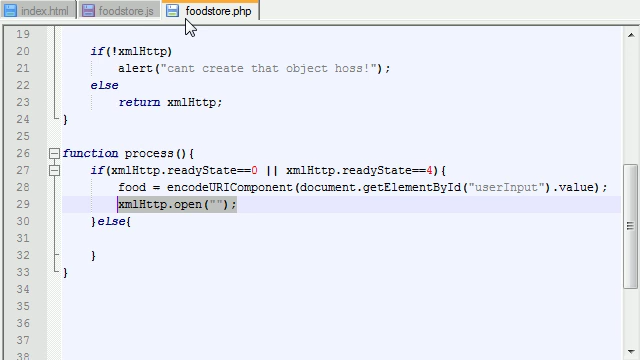 index.html foodstore.js foodstore.php
19
20 if(!xmlHttp)
21 alert("cant create that object hoss!");
22 else
23 return xmlHttp;
24 }
25
26 function process(){
27 if(xmlHttp.readyState==0 || xmlHttp.readyState==4){
28 food = encodeURIComponent(document.getElementById("userInput").value);
29 xmlHttp.open("");
30 }else{
31
32 }
33 }
34
35
36
37
38